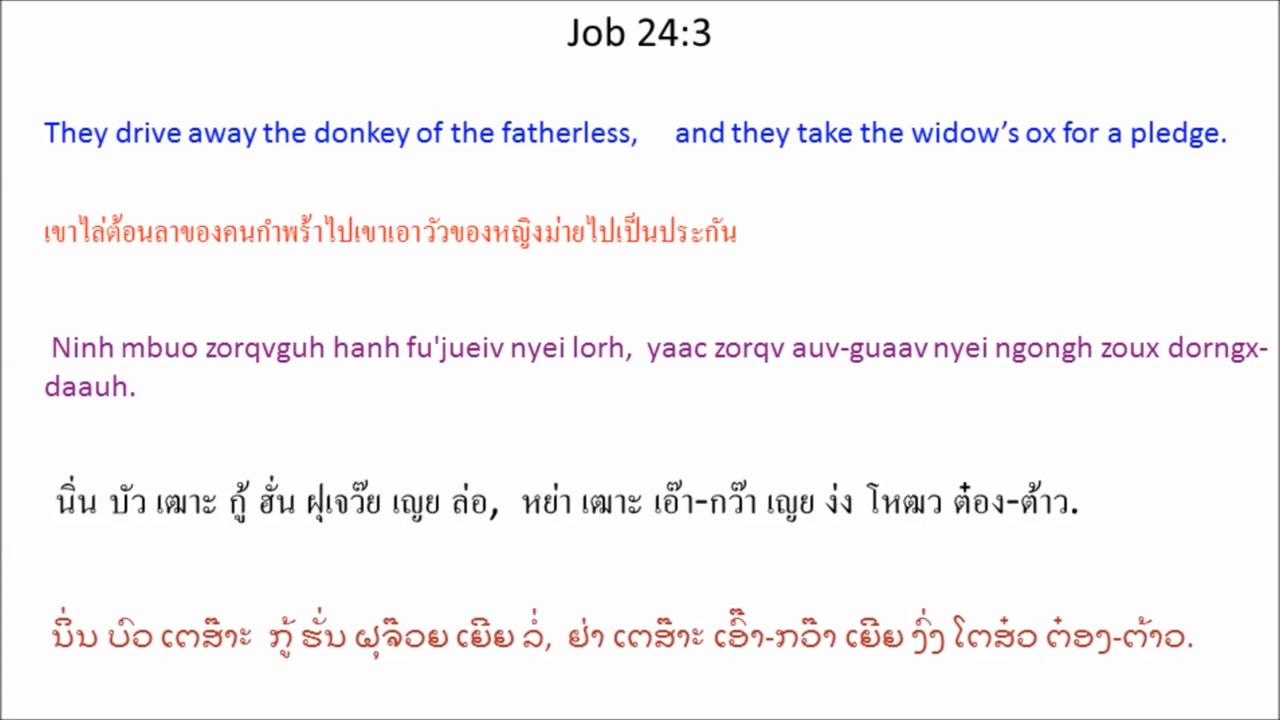 Job 24:3
They drive away the donkey of the fatherless, and they take the widow’s ox for a pledge.
เขาไล่ต้อนลาของคนกำพร้าไปเขาเอาวัวของหญิงม่ายไปเป็นประกัน
Ninh mbuo zorqvguh hanh fu'jueiv nyei lorh, yaac zorqv auv-guaav nyei ngongh zoux dorngx-
daauh.
นิ่น บัว เฒาะ กู้ ฮั่น ฝุเจว๊ย เญย ล่อ, หย่า เฒาะ เอ๊า-กว๊า เญย ง่ง โหฒว ต๋อง-ต้าว.
ນິ່ນ ບົວ ເຕສ໊າະ ກູ້ ຮັ່ນ ຝຸຈ໊ວຍ ເຍີຍ ລໍ່, ຢ່າ ເຕສ໊າະ ເອົ໊າ-ກວ໊າ ເຍີຍ ງົ່ງ ໂຕສ໋ວ ຕ໋ອງ-ຕ້າວ.